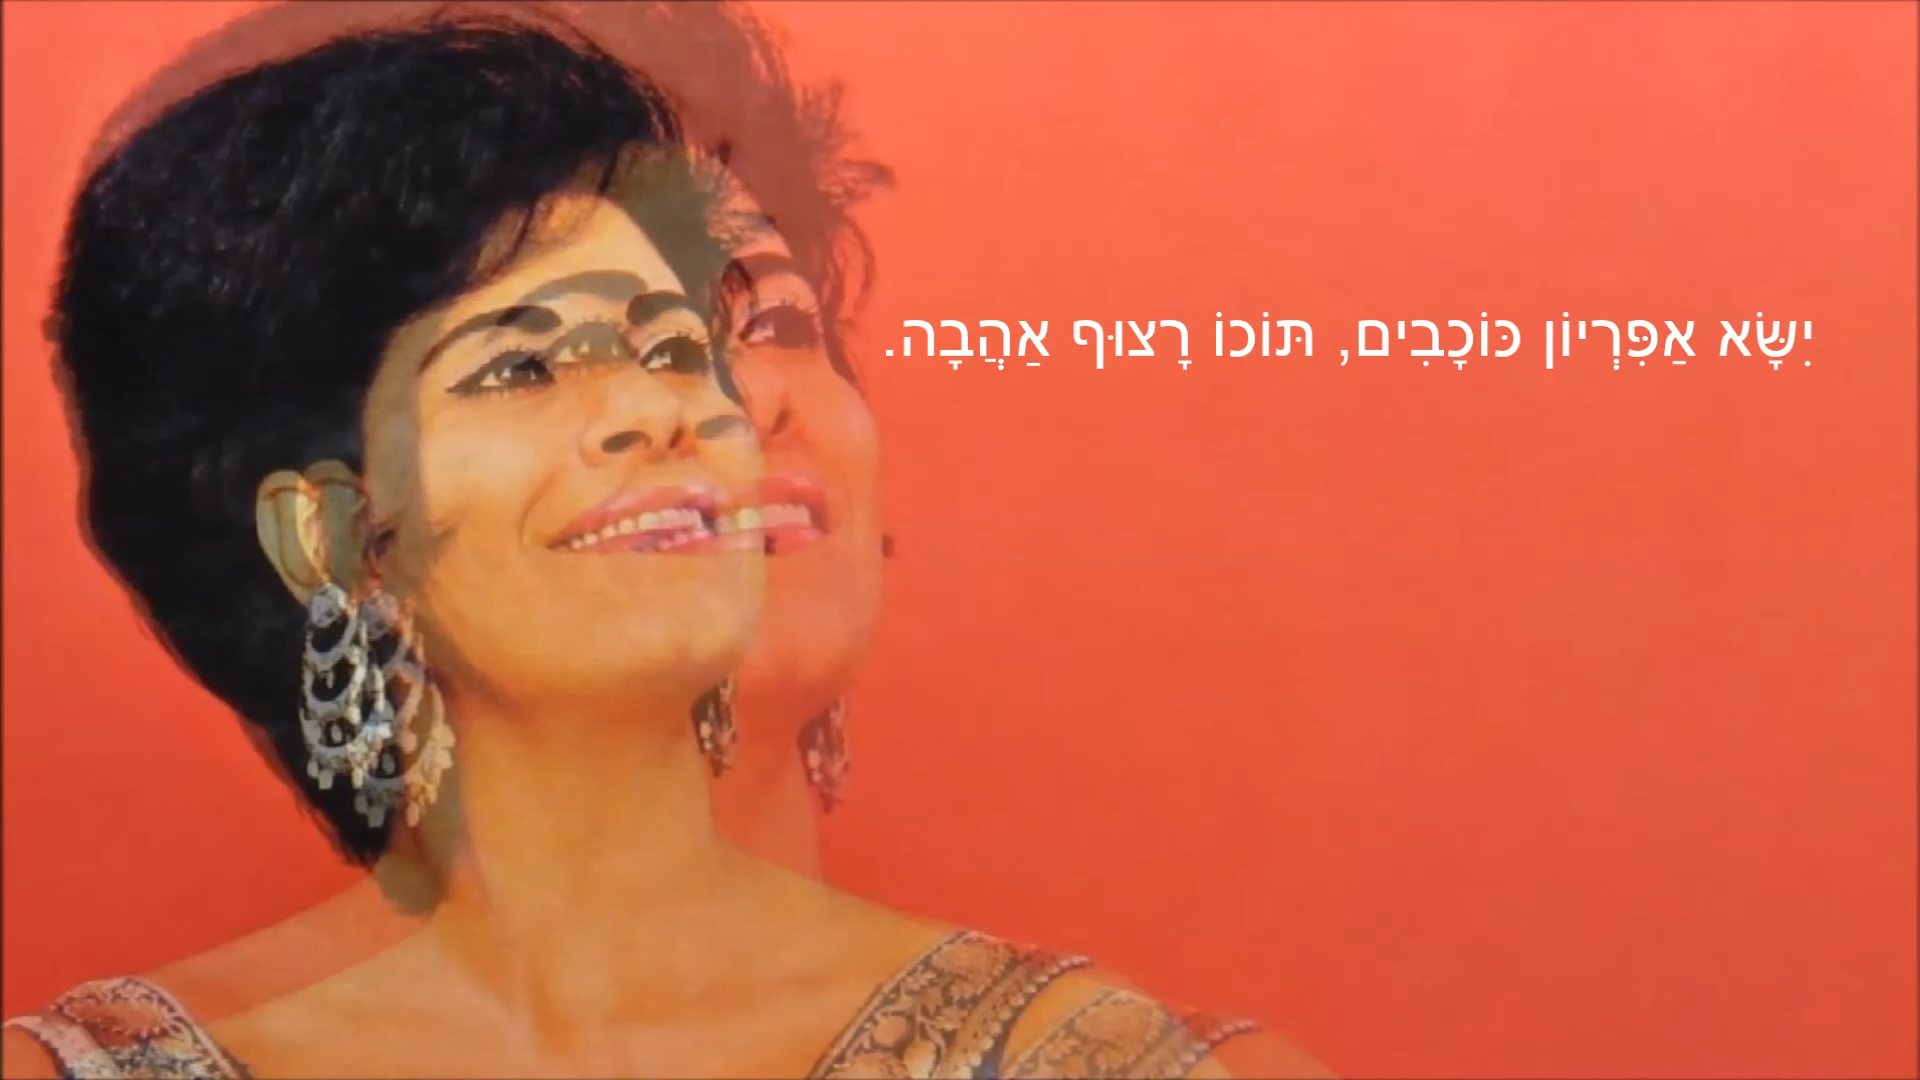 יִשָּׂא אַפִּרְיוֹן כּוֹכָבִים, תּוֹכוֹ רָצוּף אַהֲבָה.